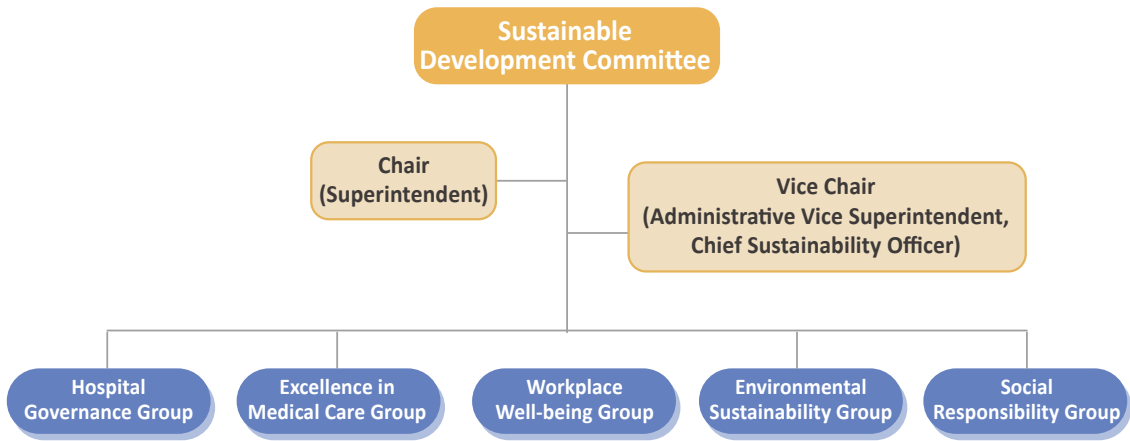 Sustainable
Development Committee
Chair
(Superintendent)
Vice Chair
(Administrative Vice Superintendent,
Chief Sustainability Officer)
Hospital
Governance Group
Excellence in
Medical Care Group
Workplace
Well-being Group
Environmental
Sustainability Group
Social
Responsibility Group